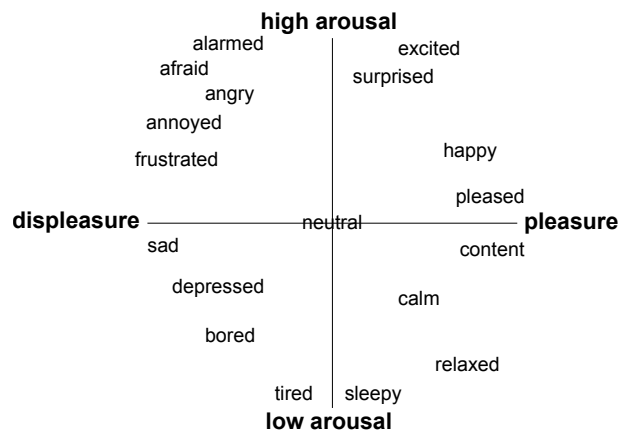 high arousal
alarmed
excited
afraid
surprised
angry
annoyed
happy
frustrated
pleased
displeasure
neutral
pleasure
sad
content
depressed
calm
bored
relaxed
tired
sleepy
low arousal